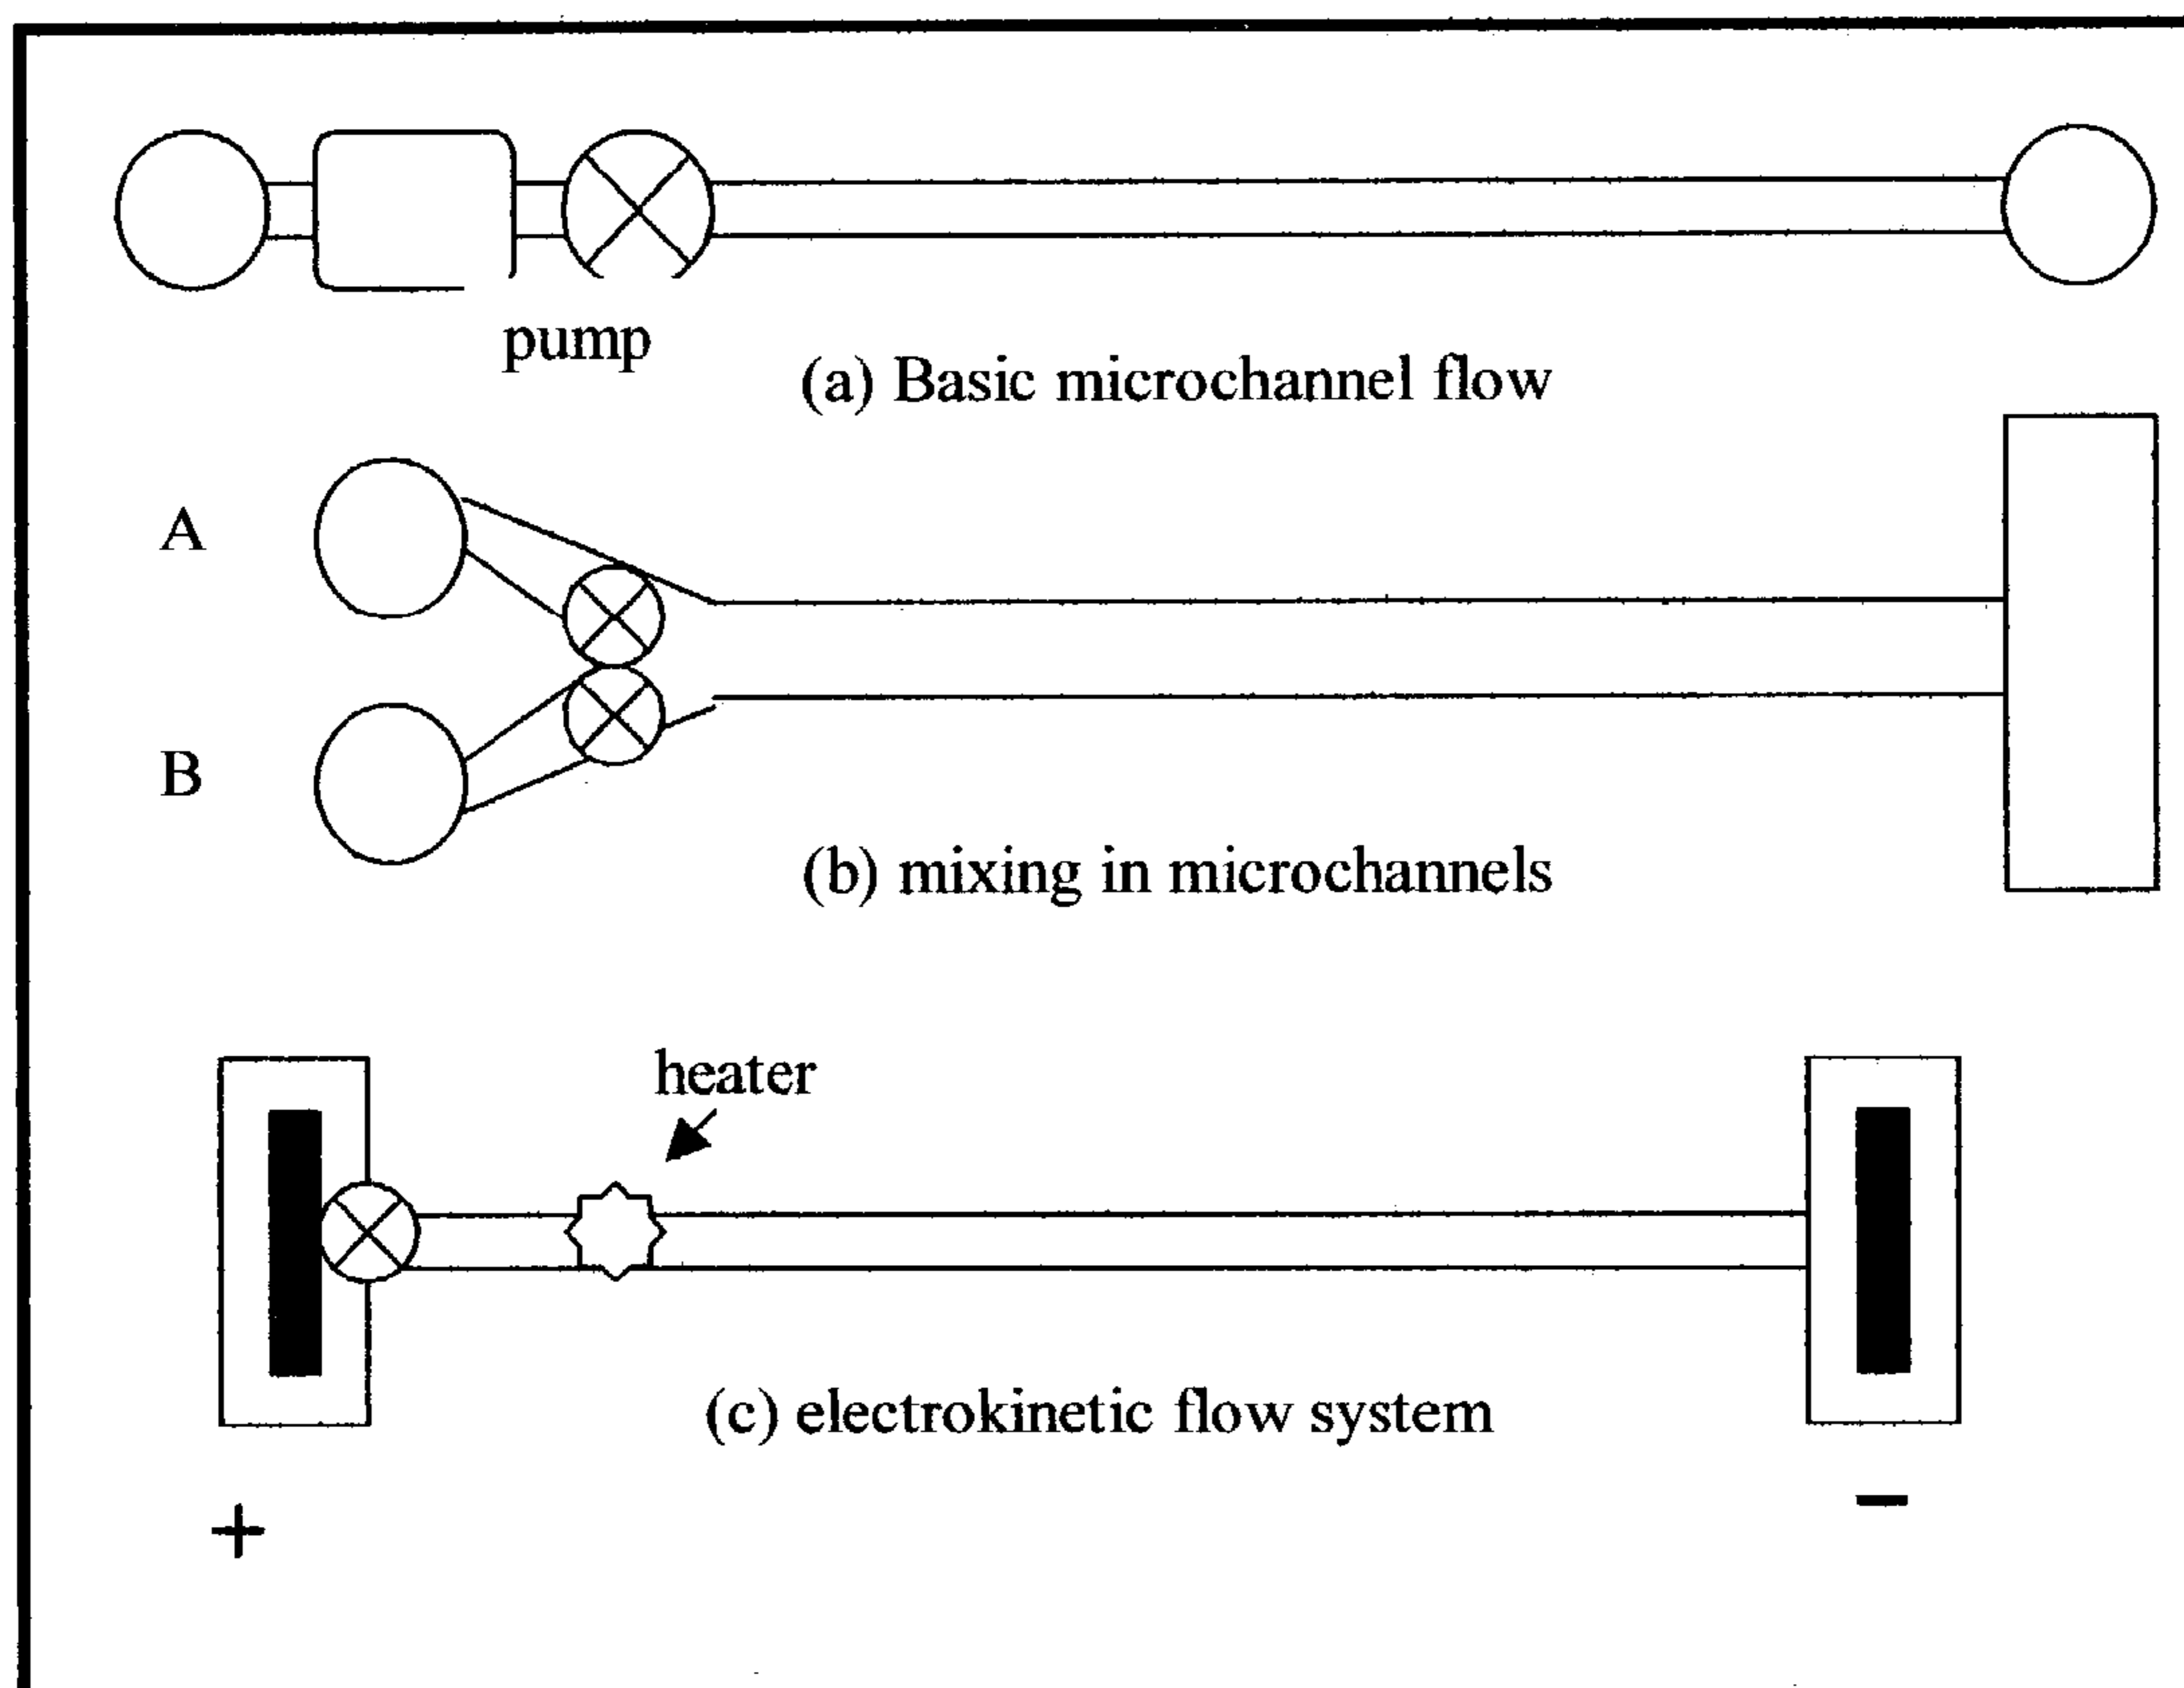 pump
(a) Basic microchannel flow
A
B
(b) mixing in microchannels
heater
(c) electrokinetic flow system
+
−